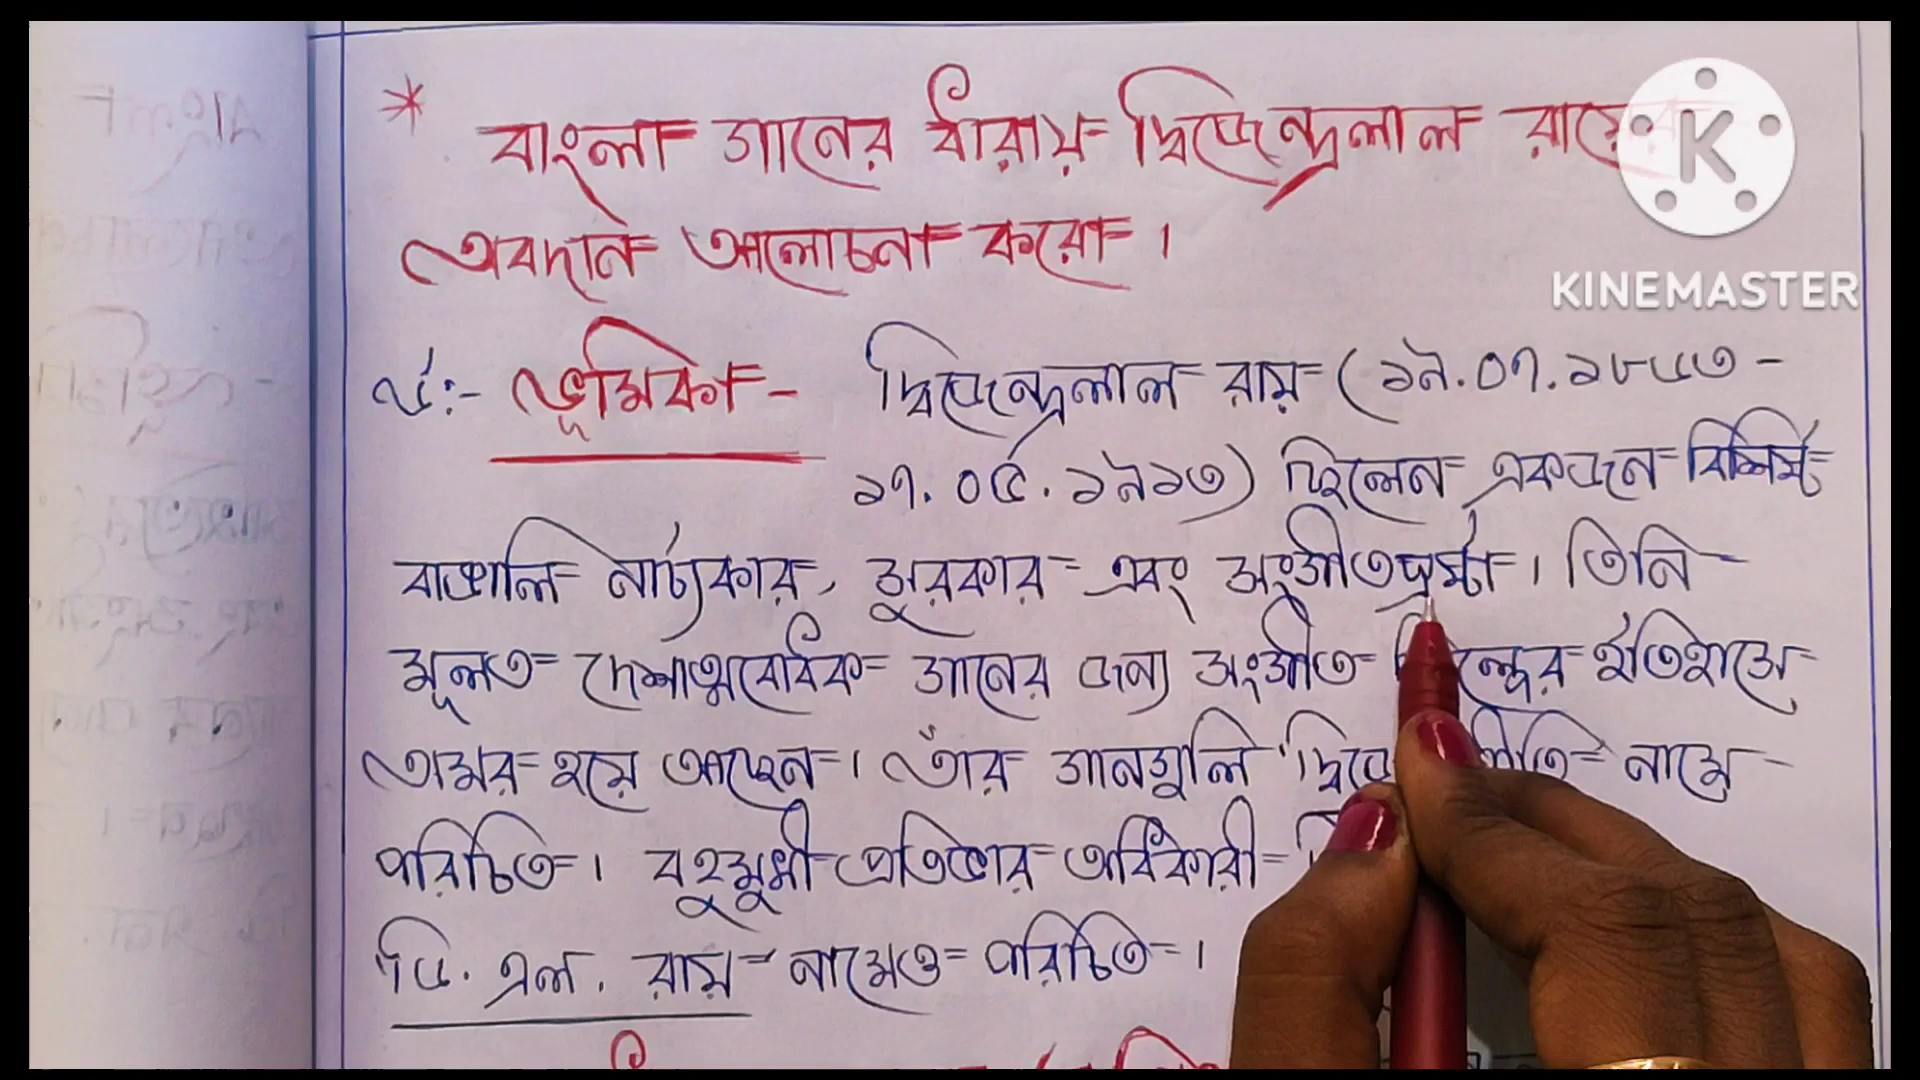 * বাংলা গানের ধারায় দ্বিজেন্দ্রলাল রায়ের
অবদান আলোচনা করো।
উঃ- ভূমিকা - দ্বিজেন্দ্রলাল রায় (১৯.০৭.১৮৬৩ -
১৭.০৫.১৯১৩) ছিলেন একজন বিশিষ্ট
বাঙালি নাট্যকার, সুরকার এবং সংগীতস্রষ্টা। তিনি
মূলত দেশাত্মবোধক গানের জন্য সংগীত ইতিহাসে
অমর হয়ে আছেন। তাঁর গানগুলি নামে
পরিচিত। বহুমুখী প্রতিভার অধিকারী
ডি. এল. রায় নামেও পরিচিত।
K
KINEMASTER